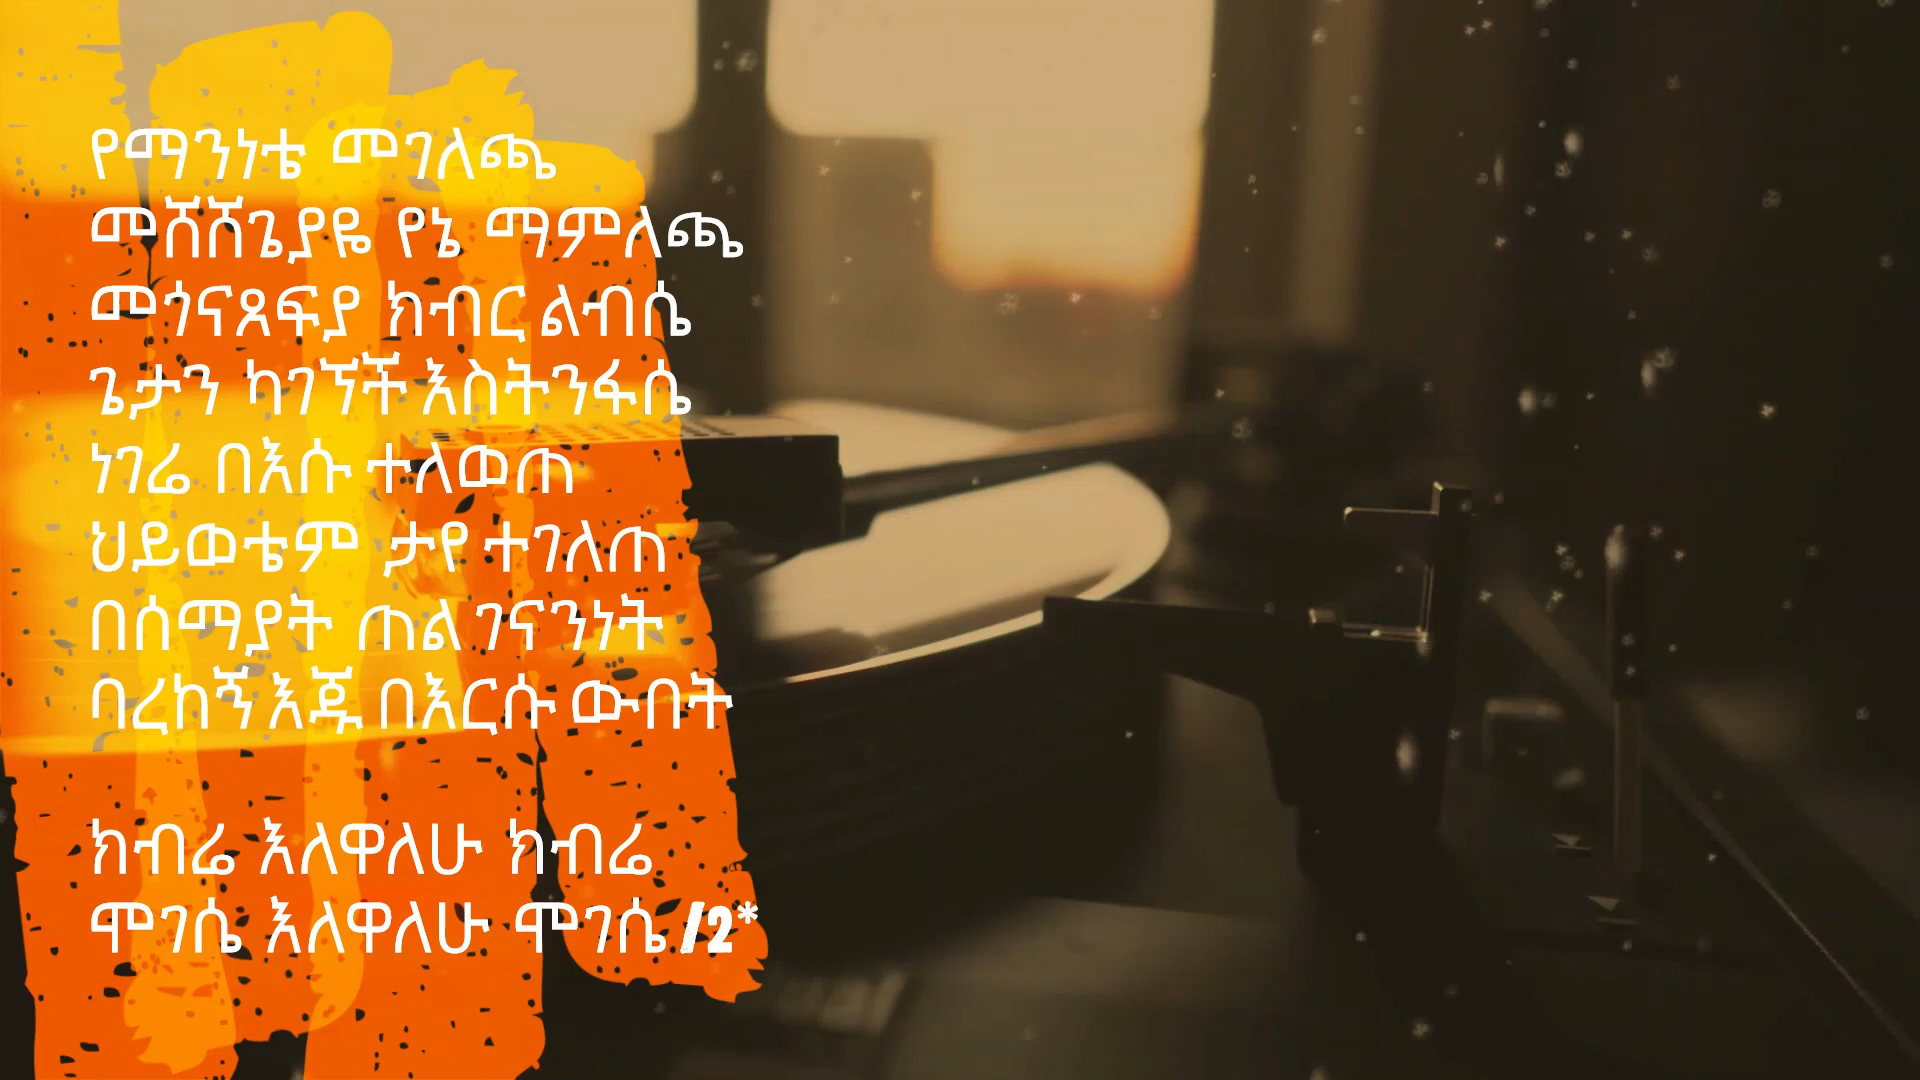 የማንነቴ መገለጫ
መሸሸጊያዬ የኔ ማምለጫ
መጎናጸፍያ ክብር ልብሴ
ጌታን ካገኘች እስትንፋሴ
ነገሬ በእሱ ተለወጠ
ህይወቴም ታየ ተገለጠ
በሰማያት ጠል ገናንነት
ባረከኝ እጁ በእርሱ ውበት
ክብሬ እለዋለሁ ክብሬ
ሞገሴ እለዋለሁ ሞገሴ /2*